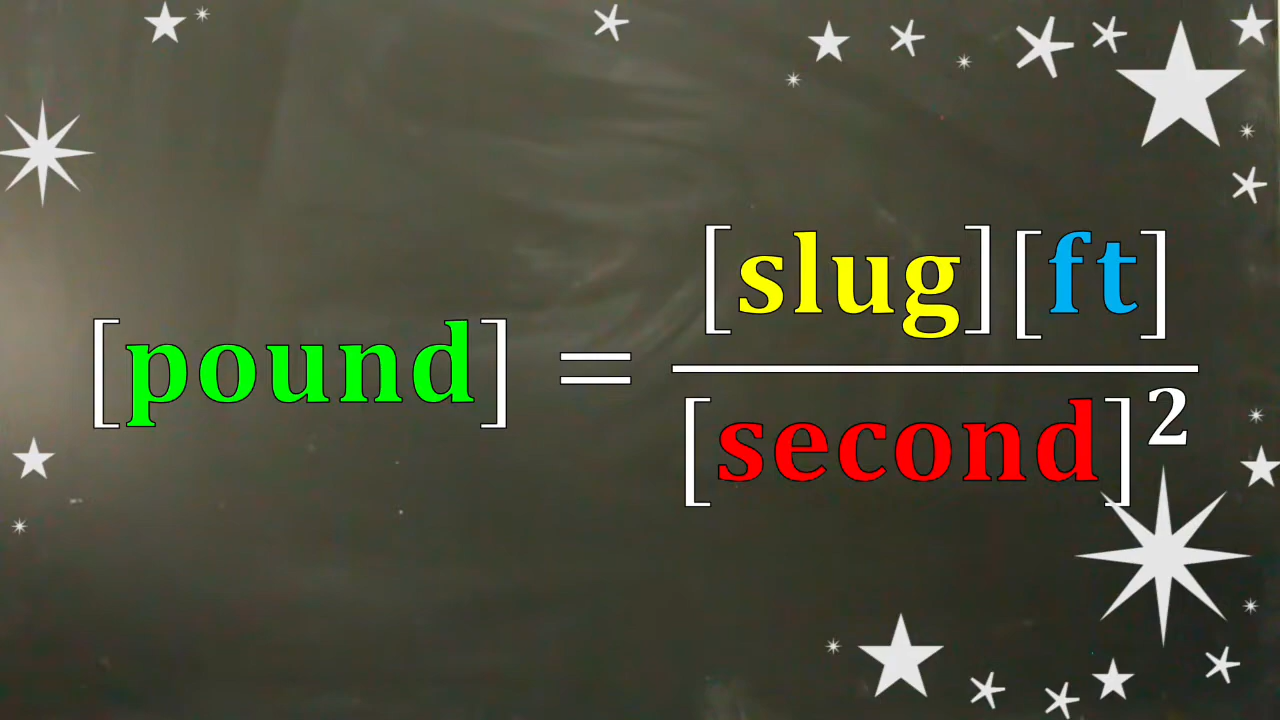 [pound] = [slug][ft]
[second]²